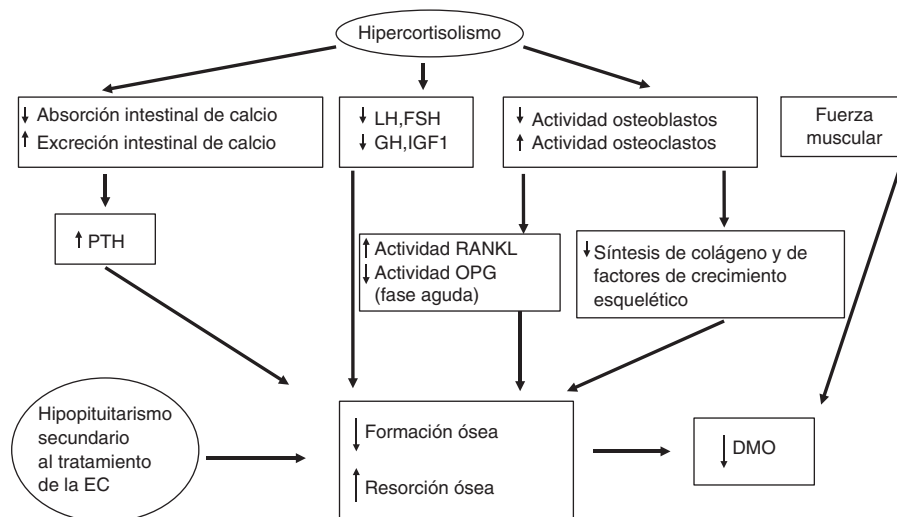 Hipercortisolismo
↓ Absorción intestinal de calcio
↑ Excreción intestinal de calcio
↓ LH,FSH
↓ GH,IGF1
↓ Actividad osteoblastos
↑ Actividad osteoclastos
Fuerza
muscular
↑ PTH
↑ Actividad RANKL
↓ Actividad OPG
(fase aguda)
↓ Síntesis de colágeno y de
factores de crecimiento
esquelético
Hipopituitarismo
secundario
al tratamiento
de la EC
↓ Formación ósea
↑ Resorción ósea
↓ DMO